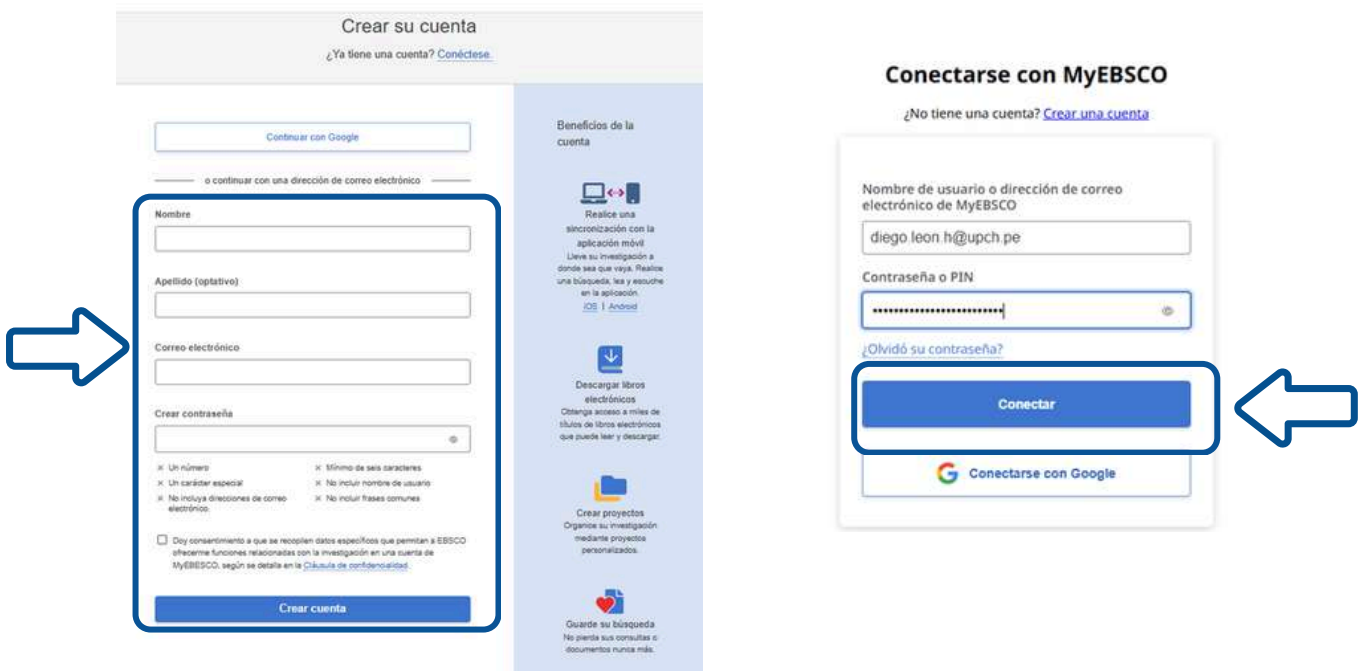 Crear su cuenta
¿Ya tiene una cuenta? Conéctese.
Continuar con Google
o continuar con una dirección de correo electrónico
Nombre
Apellido (optativo)
Correo electrónico
Crear contraseña
× Un número
× Mínimo de seis caracteres
× Un carácter especial
× No incluir nombre de usuario
× No incluya direcciones de correo
electrónico.
× No incluir frases comunes
Doy consentimiento a que se recopilen datos específicos que permitan a EBSCO
ofrecerme funciones relacionadas con la investigación en una cuenta de
MyEBESCO, según se detalla en la Cláusula de confidencialidad.
Crear cuenta
Beneficios de la
cuenta
Realice una
sincronización con la
aplicación móvil
Lleve su investigación a
donde sea que vaya. Realice
una búsqueda, lea y escuche
en la aplicación.
iOS | Android
Descargar libros
electrónicos
Obtenga acceso a miles de
títulos de libros electrónicos
que puede leer y descargar.
Crear proyectos
Organice su investigación
mediante proyectos
personalizados.
Guarde su búsqueda
No pierda sus consultas o
documentos nunca más.
Conectarse con MyEBSCO
¿No tiene una cuenta? Crear una cuenta
Nombre de usuario o dirección de correo
electrónico de MyEBSCO
diego.leon.h@upch.pe
Contraseña o PIN
¿Olvidó su contraseña?
Conectar
Conectarse con Google